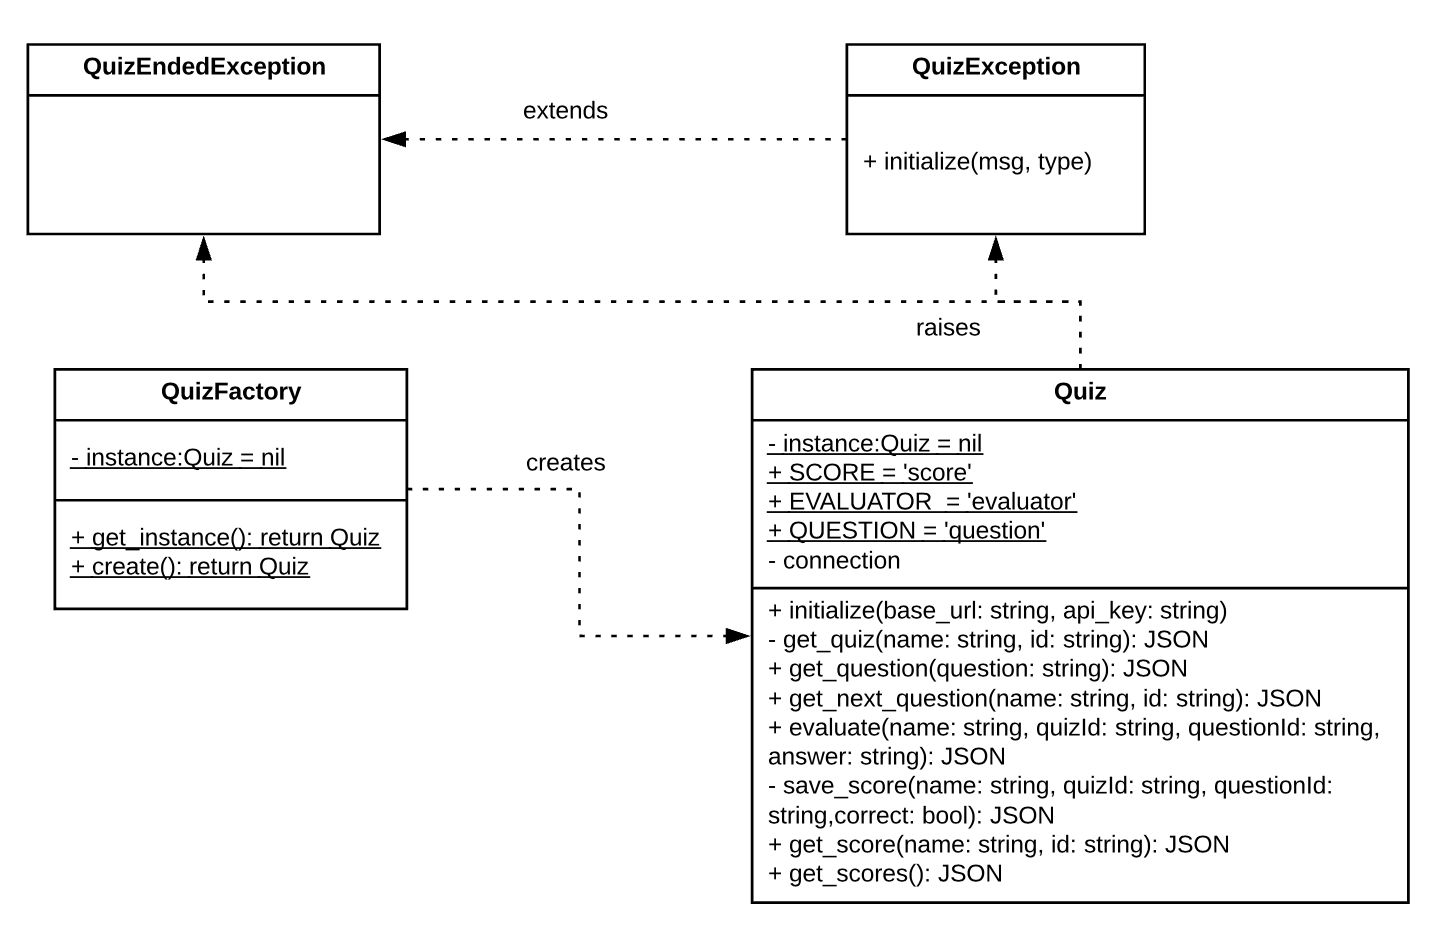 QuizEndedException
QuizException
extends
+ initialize(msg, type)
raises
QuizFactory
- instance:Quiz = nil
+ get_instance(): return Quiz
+ create(): return Quiz
creates
Quiz
- instance:Quiz = nil
+ SCORE = 'score'
+ EVALUATOR  = 'evaluator'
+ QUESTION = 'question'
- connection
+ initialize(base_url: string, api_key: string)
- get_quiz(name: string, id: string): JSON
+ get_question(question: string): JSON
+ get_next_question(name: string, id: string): JSON
+ evaluate(name: string, quizId: string, questionId: string,
answer: string): JSON
- save_score(name: string, quizId: string, questionId:
string,correct: bool): JSON
+ get_score(name: string, id: string): JSON
+ get_scores(): JSON